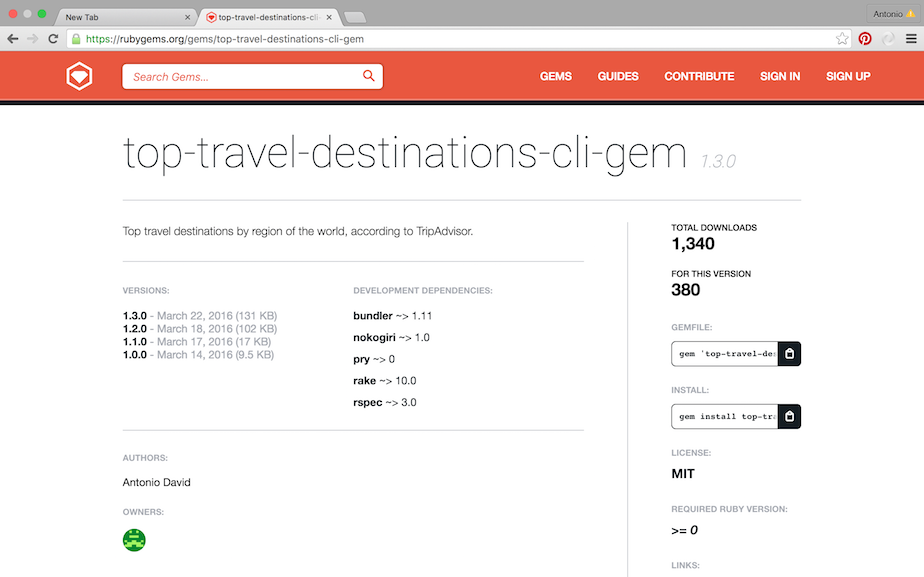 New Tab
top-travel-destinations-cli-
Antonio
https://rubygems.org/gems/top-travel-destinations-cli-gem
Search Gems...
GEMS GUIDES CONTRIBUTE SIGN IN SIGN UP
top-travel-destinations-cli-gem 1.3.0
Top travel destinations by region of the world, according to TripAdvisor.
VERSIONS:
1.3.0 - March 22, 2016 (131 KB)
1.2.0 - March 18, 2016 (102 KB)
1.1.0 - March 17, 2016 (17 KB)
1.0.0 - March 14, 2016 (9.5 KB)
DEVELOPMENT DEPENDENCIES:
bundler ~> 1.11
nokogiri ~> 1.0
pry ~> 0
rake ~> 10.0
rspec ~> 3.0
AUTHORS:
Antonio David
OWNERS:
TOTAL DOWNLOADS
1,340
FOR THIS VERSION
380
GEMFILE:
gem 'top-travel-des
INSTALL:
gem install top-tra
LICENSE:
MIT
REQUIRED RUBY VERSION:
>= 0
LINKS: